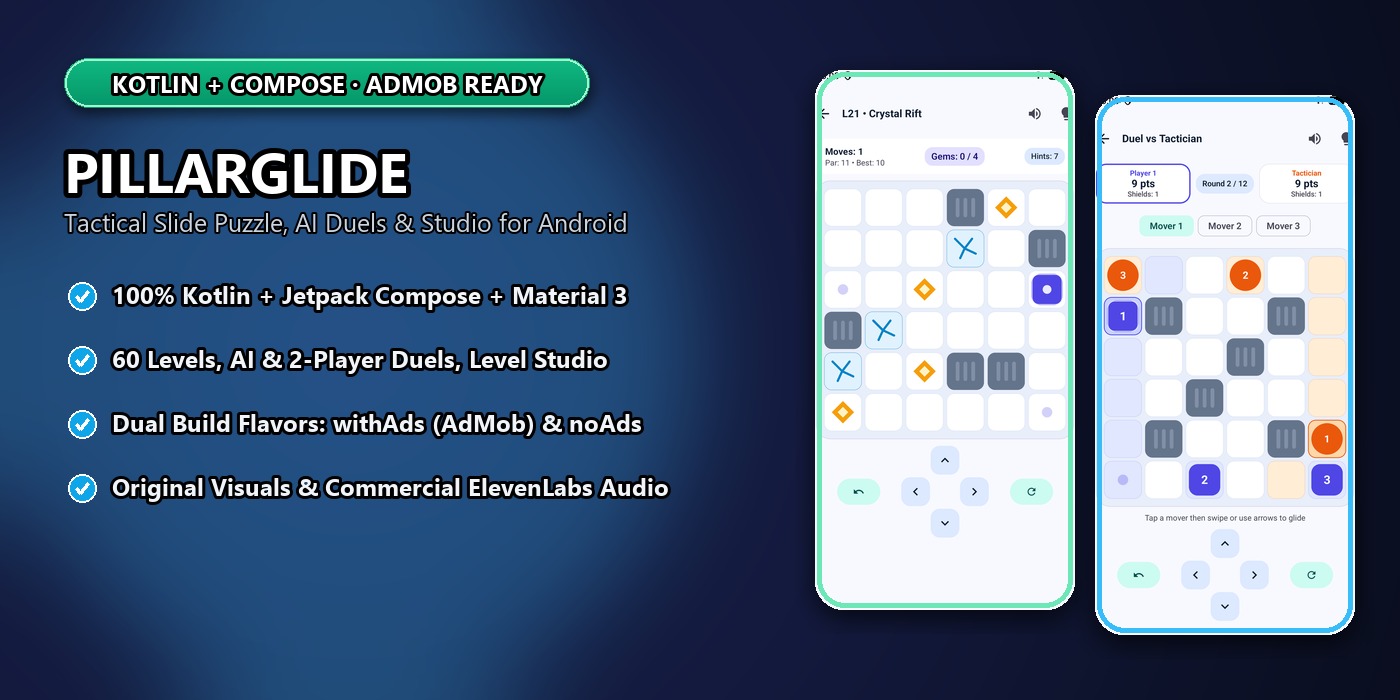 KOTLIN + COMPOSE · ADMOB READY
PILLARGLIDE
Tactical Slide Puzzle, AI Duels & Studio for Android
100% Kotlin + Jetpack Compose + Material 3
60 Levels, AI & 2-Player Duels, Level Studio
Dual Build Flavors: withAds (AdMob) & noAds
Original Visuals & Commercial ElevenLabs Audio
L21 • Crystal Rift
Moves: 1
Par: 11 • Best: 10
Gems: 0 / 4
Hints: 7
Duel vs Tactician
Player 1
9 pts
Shields: 1
Round 2 / 12
Tactician
9 pts
Shields: 1
Mover 1
Mover 2
Mover 3
3
2
1
1
2
3
Tap a mover then swipe or use arrows to glide